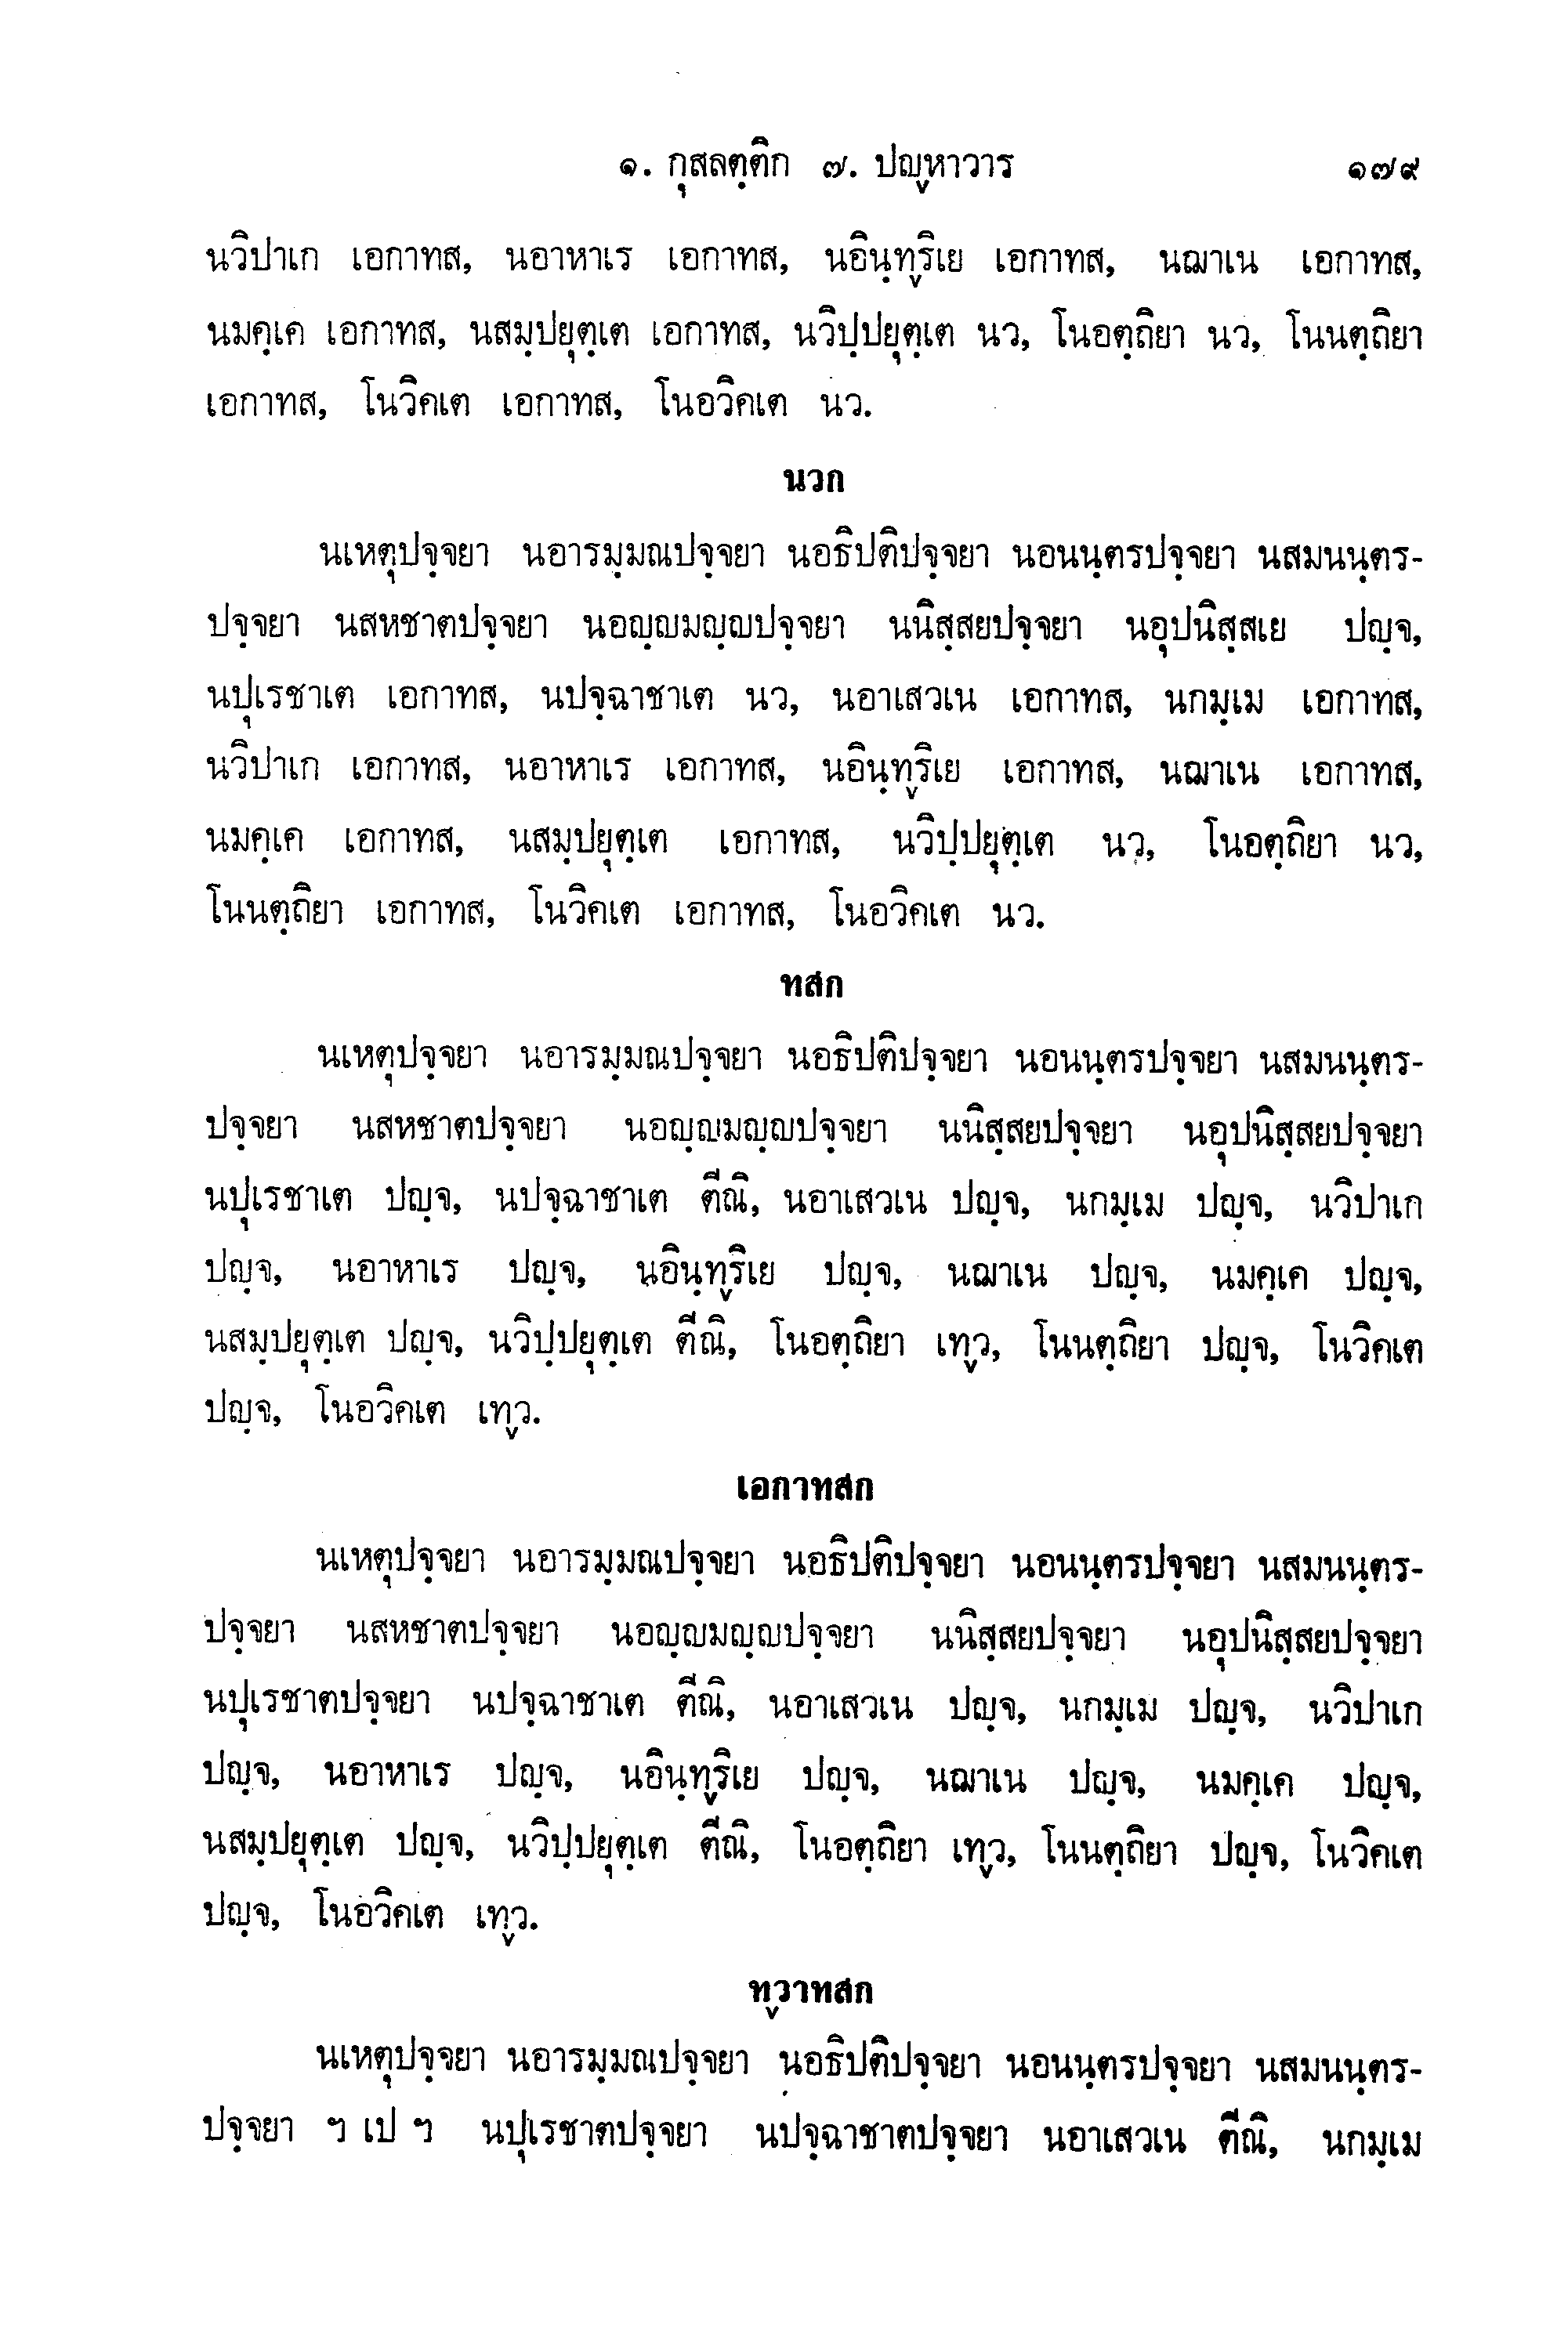 ๑. กุสลตฺติก ๗. ปญฺหาวาร ๑๗๙
นวิปาเก เอกาทส, นอาหาเร เอกาทส, นอินฺทฺริเย เอกาทส, นฌาเน เอกาทส,
นมคฺเค เอกาทส, นสมฺปยุตฺเต เอกาทส, นวิปฺปยุตฺเต นว, โนอตฺถิยา นว, โนนตฺถิยา
เอกาทส, โนวิคเต เอกาทส, โนอวิคเต นว.
นวก
นเหตุปจฺจยา นอารมฺมณปจฺจยา นอธิปติปจฺจยา นอนนฺตรปจฺจยา นสมนนฺตร-
ปจฺจยา นสหชาตปจฺจยา นอญฺญมญฺญปจฺจยา นนิสฺสยปจฺจยา นอุปนิสฺสเย ปญฺจ,
นปุเรชาเต เอกาทส, นปจฺฉาชาเต นว, นอาเสวเน เอกาทส, นกมฺเม เอกาทส,
นวิปาเก เอกาทส, นอาหาเร เอกาทส, นอินฺทฺริเย เอกาทส, นฌาเน เอกาทส,
นมคฺเค เอกาทส, นสมฺปยุตฺเต เอกาทส, นวิปฺปยุตฺเต นว, โนอตฺถิยา นว,
โนนตฺถิยา เอกาทส, โนวิคเต เอกาทส, โนอวิคเต นว.
ทสก
นเหตุปจฺจยา นอารมฺมณปจฺจยา นอธิปติปจฺจยา นอนนฺตรปจฺจยา นสมนนฺตร-
ปจฺจยา นสหชาตปจฺจยา นอญฺญมญฺญปจฺจยา นนิสฺสยปจฺจยา นอุปนิสฺสยปจฺจยา
นปุเรชาเต ปญฺจ, นปจฺฉาชาเต ตีณิ, นอาเสวเน ปญฺจ, นกมฺเม ปญฺจ, นวิปาเก
ปญฺจ, นอาหาเร ปญฺจ, นอินฺทฺริเย ปญฺจ, นฌาเน ปญฺจ, นมคฺเค ปญฺจ,
นสมฺปยุตฺเต ปญฺจ, นวิปฺปยุตฺเต ตีณิ, โนอตฺถิยา เทฺว, โนนตฺถิยา ปญฺจ, โนวิคเต
ปญฺจ, โนอวิคเต เทฺว.
เอกาทสก
นเหตุปจฺจยา นอารมฺมณปจฺจยา นอธิปติปจฺจยา นอนนฺตรปจฺจยา นสมนนฺตร-
ปจฺจยา นสหชาตปจฺจยา นอญฺญมญฺญปจฺจยา นนิสฺสยปจฺจยา นอุปนิสฺสยปจฺจยา
นปุเรชาตปจฺจยา นปจฺฉาชาเต ตีณิ, นอาเสวเน ปญฺจ, นกมฺเม ปญฺจ, นวิปาเก
ปญฺจ, นอาหาเร ปญฺจ, นอินฺทฺริเย ปญฺจ, นฌาเน ปญฺจ, นมคฺเค ปญฺจ,
นสมฺปยุตฺเต ปญฺจ, นวิปฺปยุตฺเต ตีณิ, โนอตฺถิยา เทฺว, โนนตฺถิยา ปญฺจ, โนวิคเต
ปญฺจ, โนอวิคเต เทฺว.
ทฺวาทสก
นเหตุปจฺจยา นอารมฺมณปจฺจยา นอธิปติปจฺจยา นอนนฺตรปจฺจยา นสมนนฺตร-
ปจฺจยา ฯ เป ฯ นปุเรชาตปจฺจยา นปจฺฉาชาตปจฺจยา นอาเสวเน ตีณิ, นกมฺเม